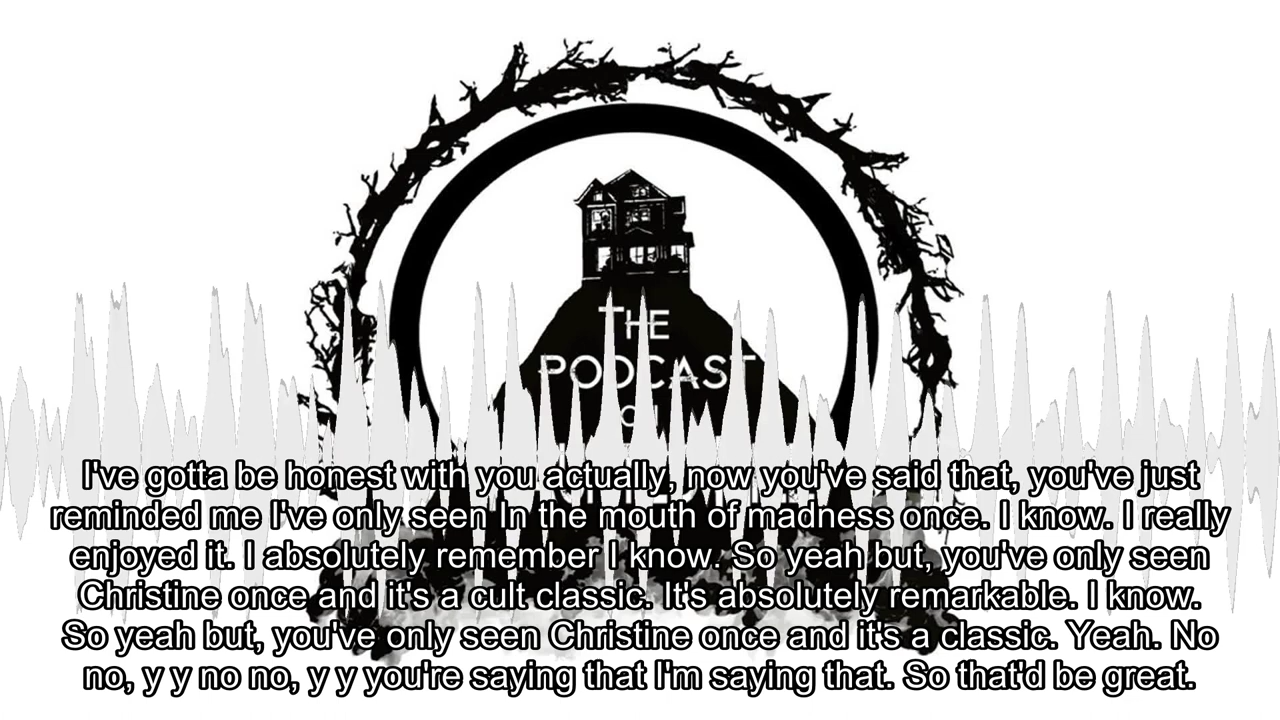 THE
PODCAST
I've gotta be honest with you actually, now you've said that, you've just
reminded me I've only seen In the mouth of madness once. I know. I really
enjoyed it. I absolutely remember I know. So yeah but, you've only seen
Christine once and it's a cult classic. It's absolutely remarkable. I know.
So yeah but, you've only seen Christine once and it's a classic. Yeah. No
no, y y no no, y y you're saying that I'm saying that. So that'd be great.